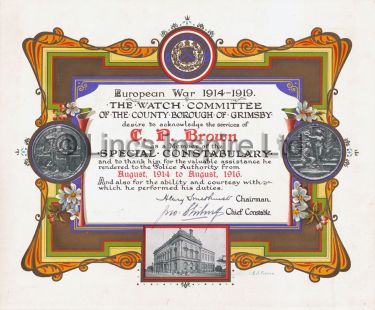 European War 1914-1919.
THE WATCH COMMITTEE
OF THE COUNTY BOROUGH OF GRIMSBY
desire to acknowledge the services of
Brown
as a Member of the
SPECIAL CONSTABULARY
and to thank him for the valuable assistance he
rendered to the Police Authority from
August, 1914 to August, 1916.
And also for the ability and courtesy with
which he performed his duties.
Chairman.
Chief Constable